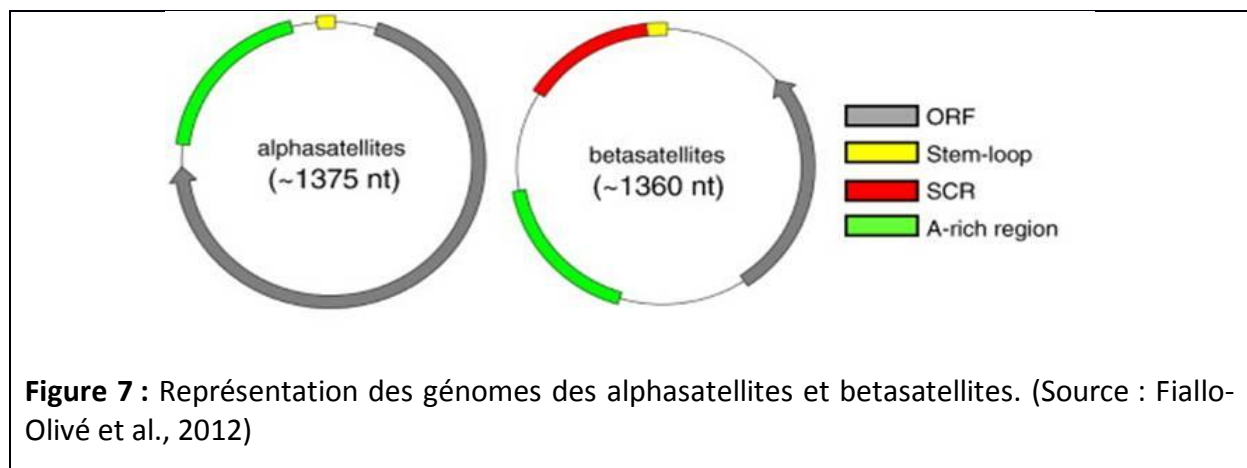 alphasatellites
(~1375 nt)
betasatellites
(~1360 nt)
ORF
Stem-loop
SCR
A-rich region
Figure 7 : Représentation des génomes des alphasatellites et betasatellites. (Source : Fiallo-
Olivé et al., 2012)